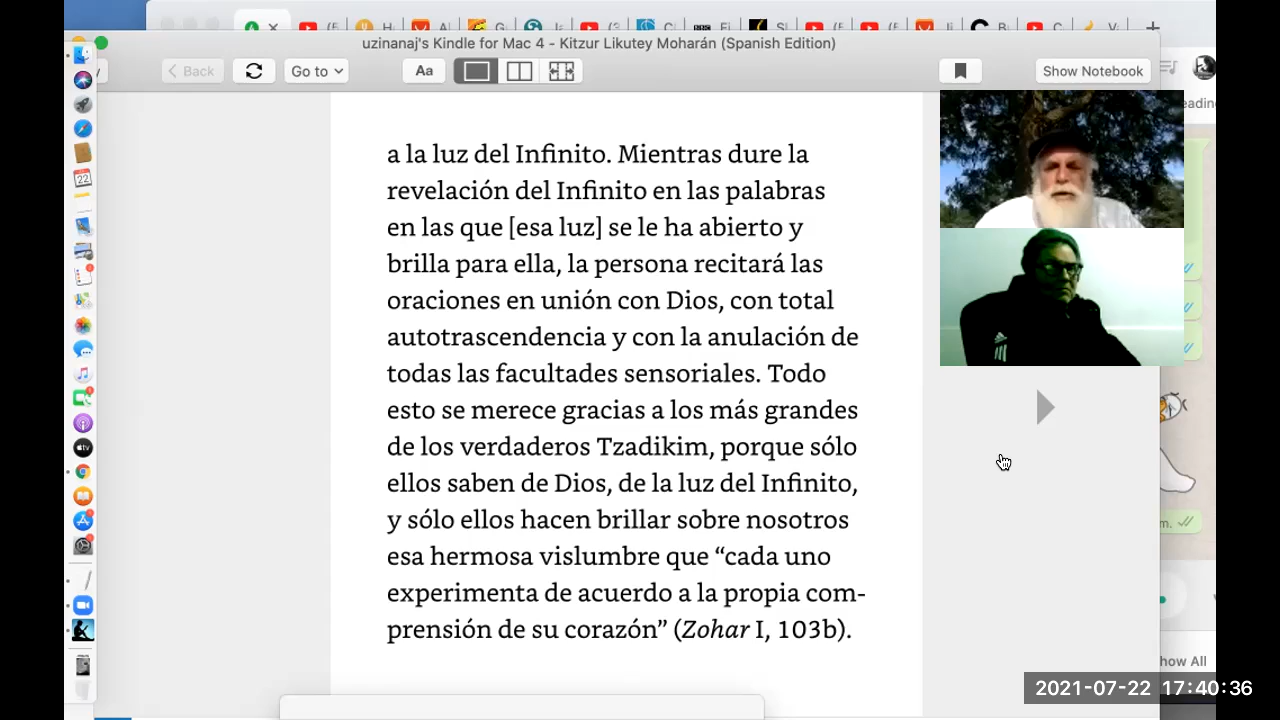 uzinanaj's Kindle for Mac 4 - Kitzur Likutey Moharán (Spanish Edition)
Back
Go to
Aa
Show Notebook
eading
22
tv
a la luz del Infinito. Mientras dure la
revelación del Infinito en las palabras
en las que [esa luz] se le ha abierto y
brilla para ella, la persona recitará las
oraciones en unión con Dios, con total
autotrascendencia y con la anulación de
todas las facultades sensoriales. Todo
esto se merece gracias a los más grandes
de los verdaderos Tzadikim, porque sólo
ellos saben de Dios, de la luz del Infinito,
y sólo ellos hacen brillar sobre nosotros
esa hermosa vislumbre que “cada uno
experimenta de acuerdo a la propia com-
prensión de su corazón” (Zohar I, 103b).
m.
how All
2021-07-22 17:40:36